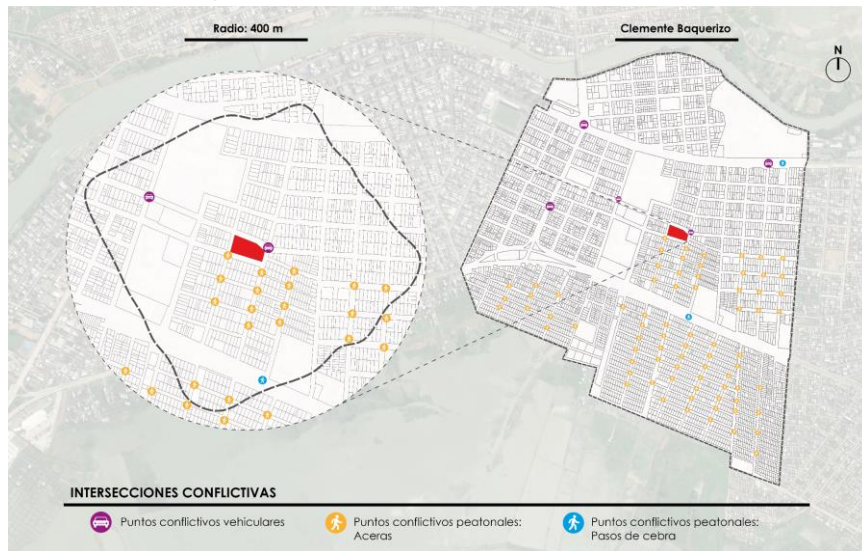 Radio: 400 m
Clemente Baquerizo
N
INTERSECCIONES CONFLICTIVAS
Puntos conflictivos vehiculares
Puntos conflictivos peatonales:
Aceras
Puntos conflictivos peatonales:
Pasos de cebra